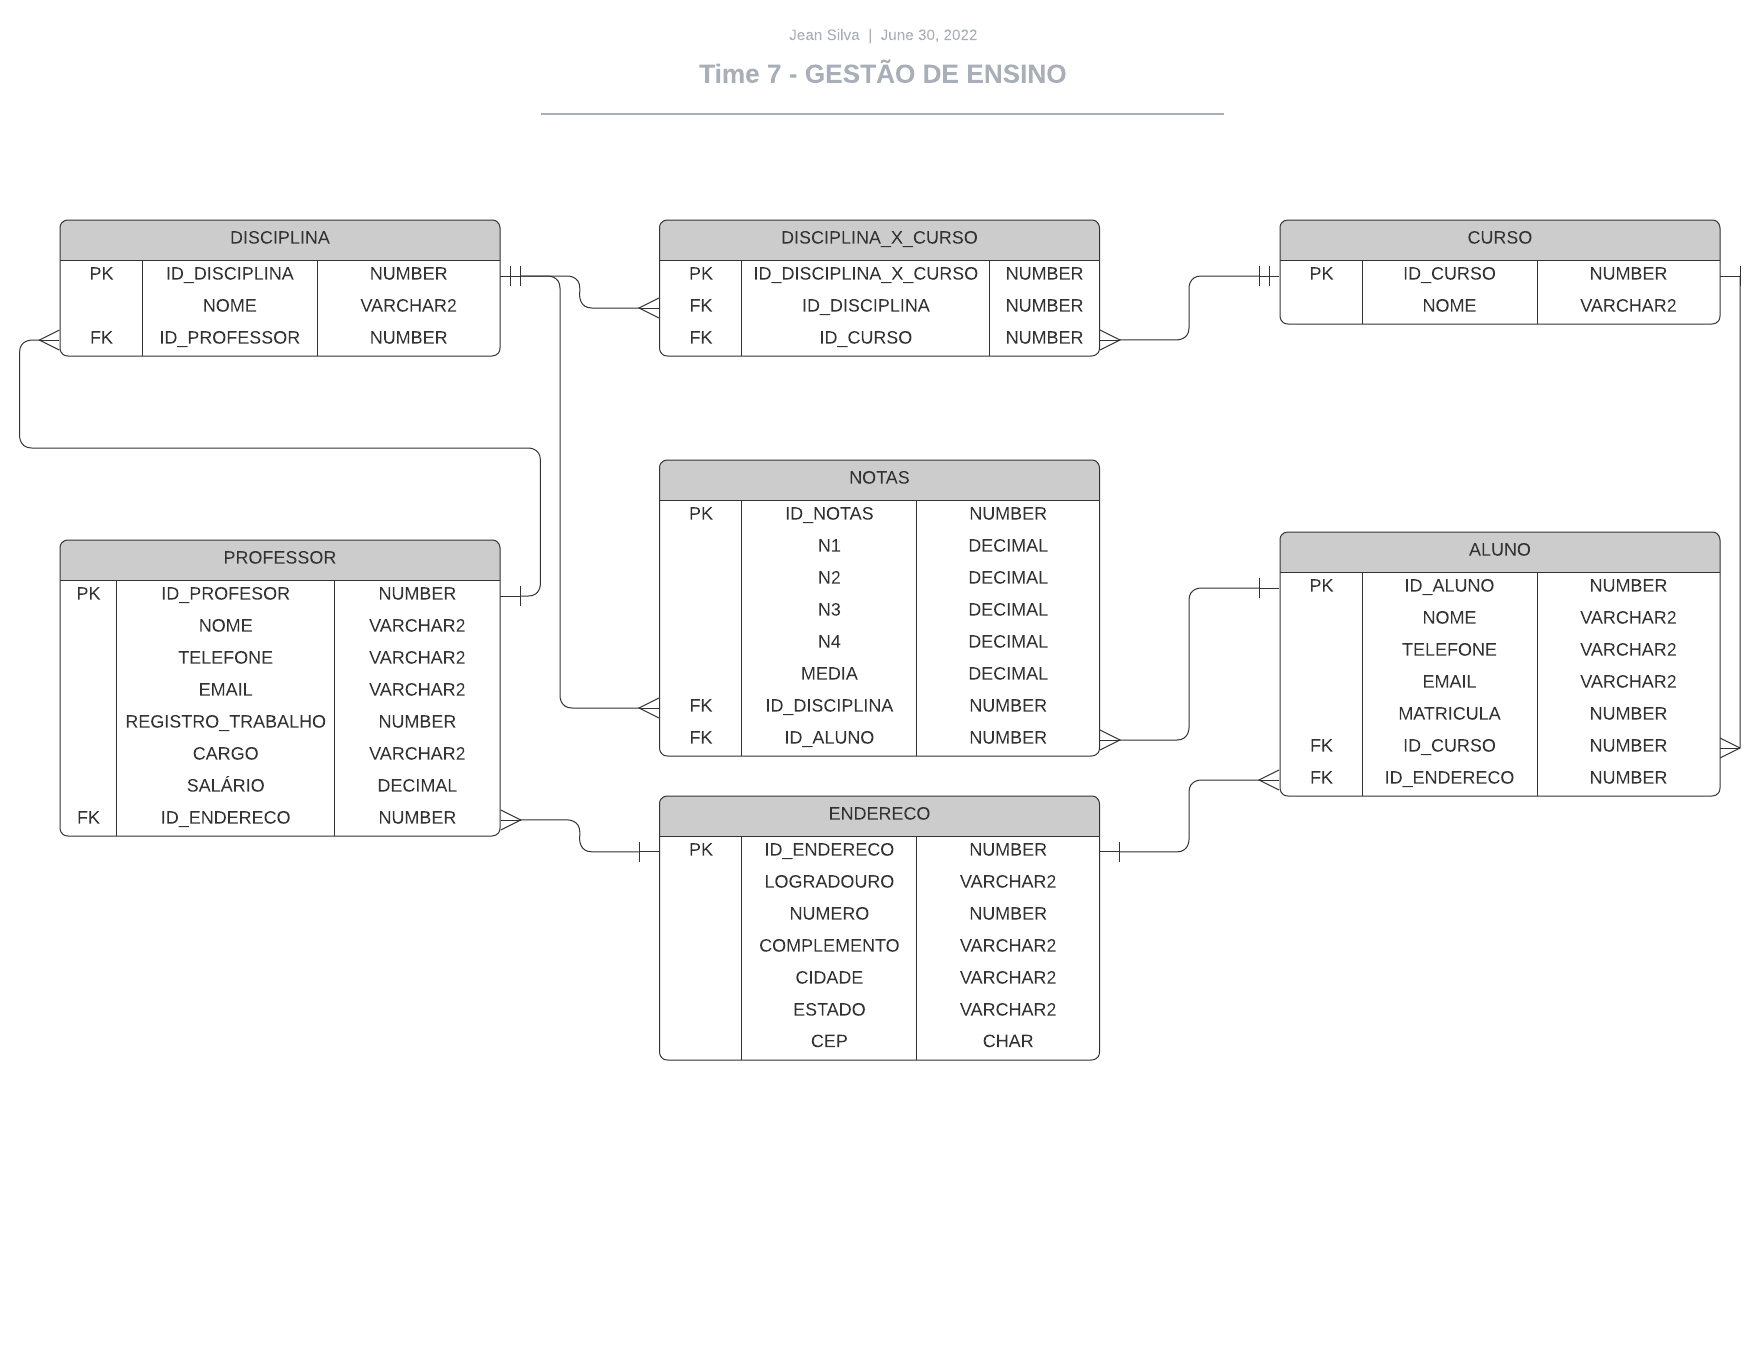 Jean Silva | June 30, 2022
Time 7 - GESTÃO DE ENSINO
DISCIPLINA
PK ID_DISCIPLINA NUMBER
NOME VARCHAR2
FK ID_PROFESSOR NUMBER
DISCIPLINA_X_CURSO
PK ID_DISCIPLINA_X_CURSO NUMBER
FK ID_DISCIPLINA NUMBER
FK ID_CURSO NUMBER
CURSO
PK ID_CURSO NUMBER
NOME VARCHAR2
PROFESSOR
PK ID_PROFESOR NUMBER
NOME VARCHAR2
TELEFONE VARCHAR2
EMAIL VARCHAR2
REGISTRO_TRABALHO NUMBER
CARGO VARCHAR2
SALÁRIO DECIMAL
FK ID_ENDERECO NUMBER
NOTAS
PK ID_NOTAS NUMBER
N1 DECIMAL
N2 DECIMAL
N3 DECIMAL
N4 DECIMAL
MEDIA DECIMAL
FK ID_DISCIPLINA NUMBER
FK ID_ALUNO NUMBER
ALUNO
PK ID_ALUNO NUMBER
NOME VARCHAR2
TELEFONE VARCHAR2
EMAIL VARCHAR2
MATRICULA NUMBER
FK ID_CURSO NUMBER
FK ID_ENDERECO NUMBER
ENDERECO
PK ID_ENDERECO NUMBER
LOGRADOURO VARCHAR2
NUMERO NUMBER
COMPLEMENTO VARCHAR2
CIDADE VARCHAR2
ESTADO VARCHAR2
CEP CHAR